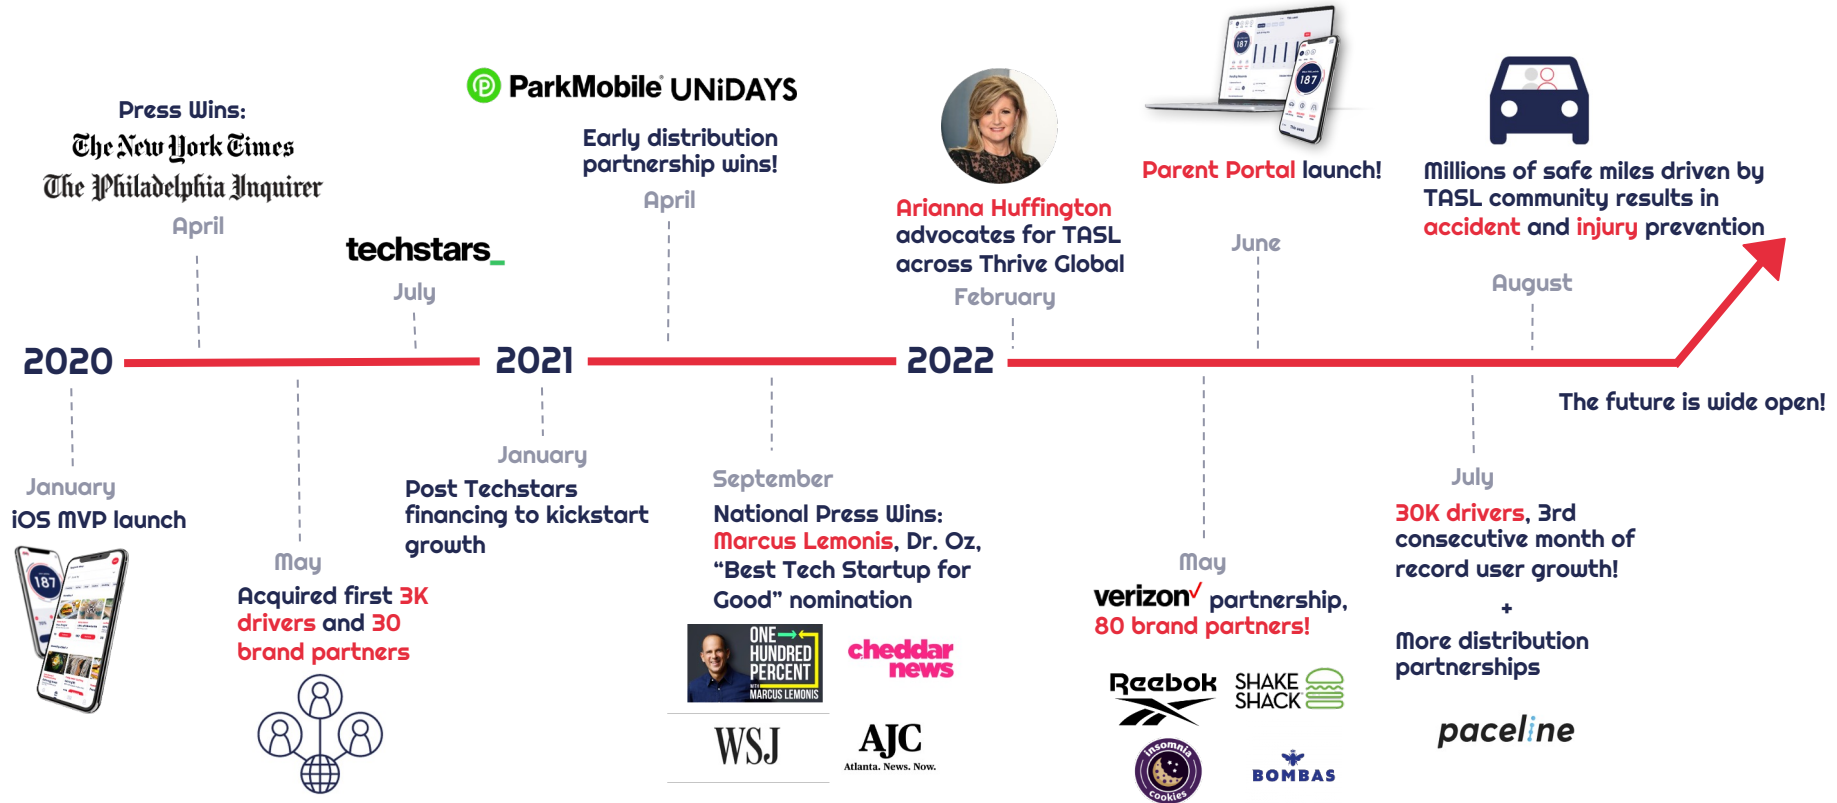 Press Wins:
The New York Times
The Philadelphia Inquirer
April
techstars_
July
ParkMobile
UNiDAYS
Early distribution
partnership wins!
April
Arianna Huffington
advocates for TASL
across Thrive Global
February
187
187
Parent Portal launch!
June
Millions of safe miles driven by
TASL community results in
accident and injury prevention
August
2020
2021
2022
The future is wide open!
January
iOS MVP launch
187
May
Acquired first 3K
drivers and 30
brand partners
January
Post Techstars
financing to kickstart
growth
September
National Press Wins:
Marcus Lemonis, Dr. Oz,
“Best Tech Startup for
Good” nomination
ONE
HUNDRED
PERCENT
WITH
MARCUS LEMONIS
cheddar
news
WSJ
AJC
Atlanta. News. Now.
May
verizon partnership,
80 brand partners!
Reebok
SHAKE
SHACK
insomnia
cookies
BOMBAS
July
30K drivers, 3rd
consecutive month of
record user growth!
+
More distribution
partnerships
paceline